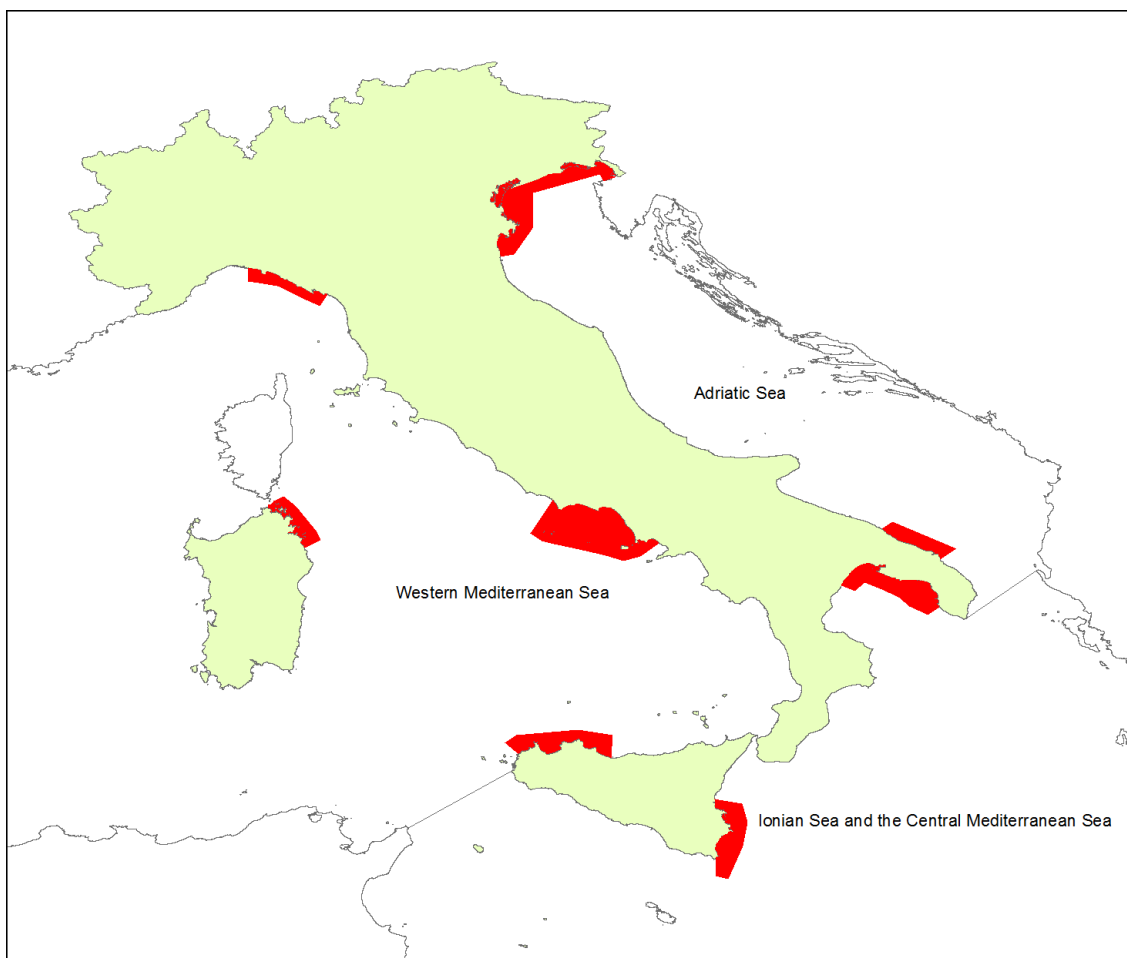 Adriatic Sea
Western Mediterranean Sea
Ionian Sea and the Central Mediterranean Sea